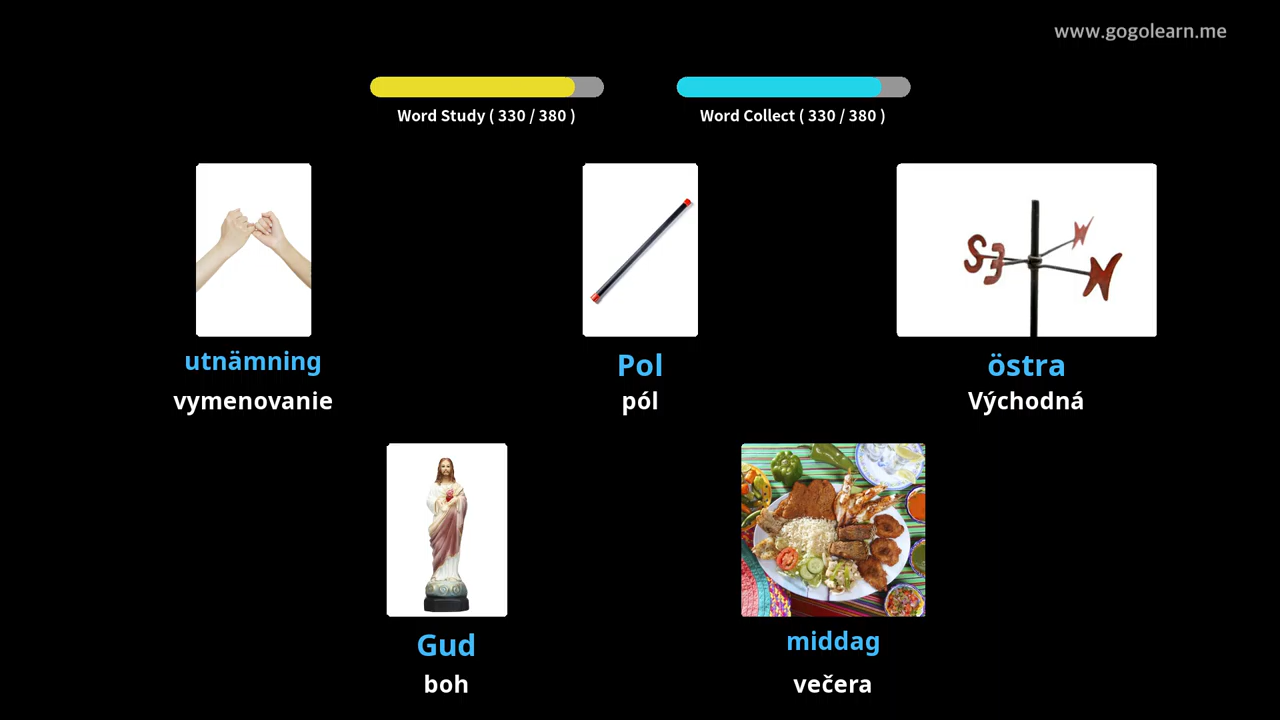 www.gogolearn.me
Word Study ( 330 / 380 )
Word Collect ( 330 / 380 )
utnämning
vymenovanie
Pol
pól
östra
Východná
Gud
boh
middag
večera